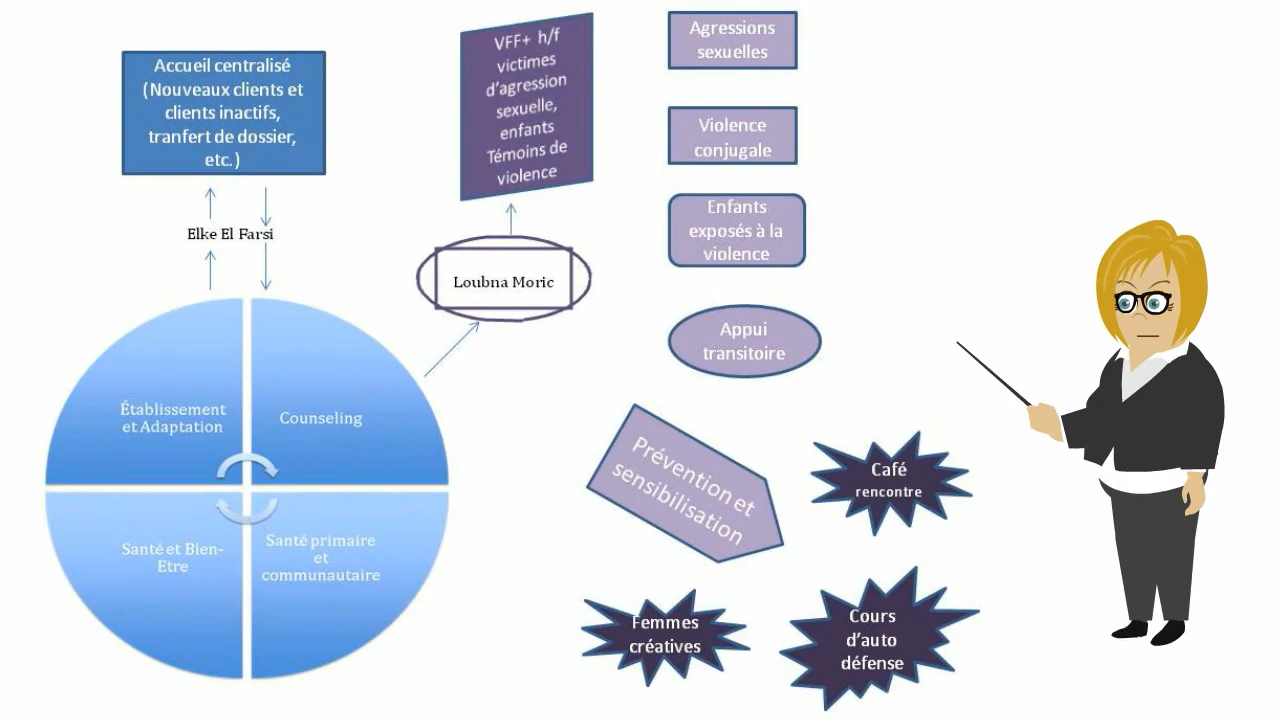 Accueil centralisé
(Nouveaux clients et
clients inactifs,
tranfert de dossier,
etc.)
Elke El Farsi
Établissement
et Adaptation
Counseling
Santé et Bien-
Etre
Santé primaire
et
communautaire
VFF+ h/f
victimes
d'agression
sexuelle,
enfants
Témoins de
violence
Loubna Moric
Agressions
sexuelles
Violence
conjugale
Enfants
exposés à la
violence
Appui
transitoire
Prévention et
sensibilisation
Café
rencontre
Femmes
créatives
Cours
d'auto
défense